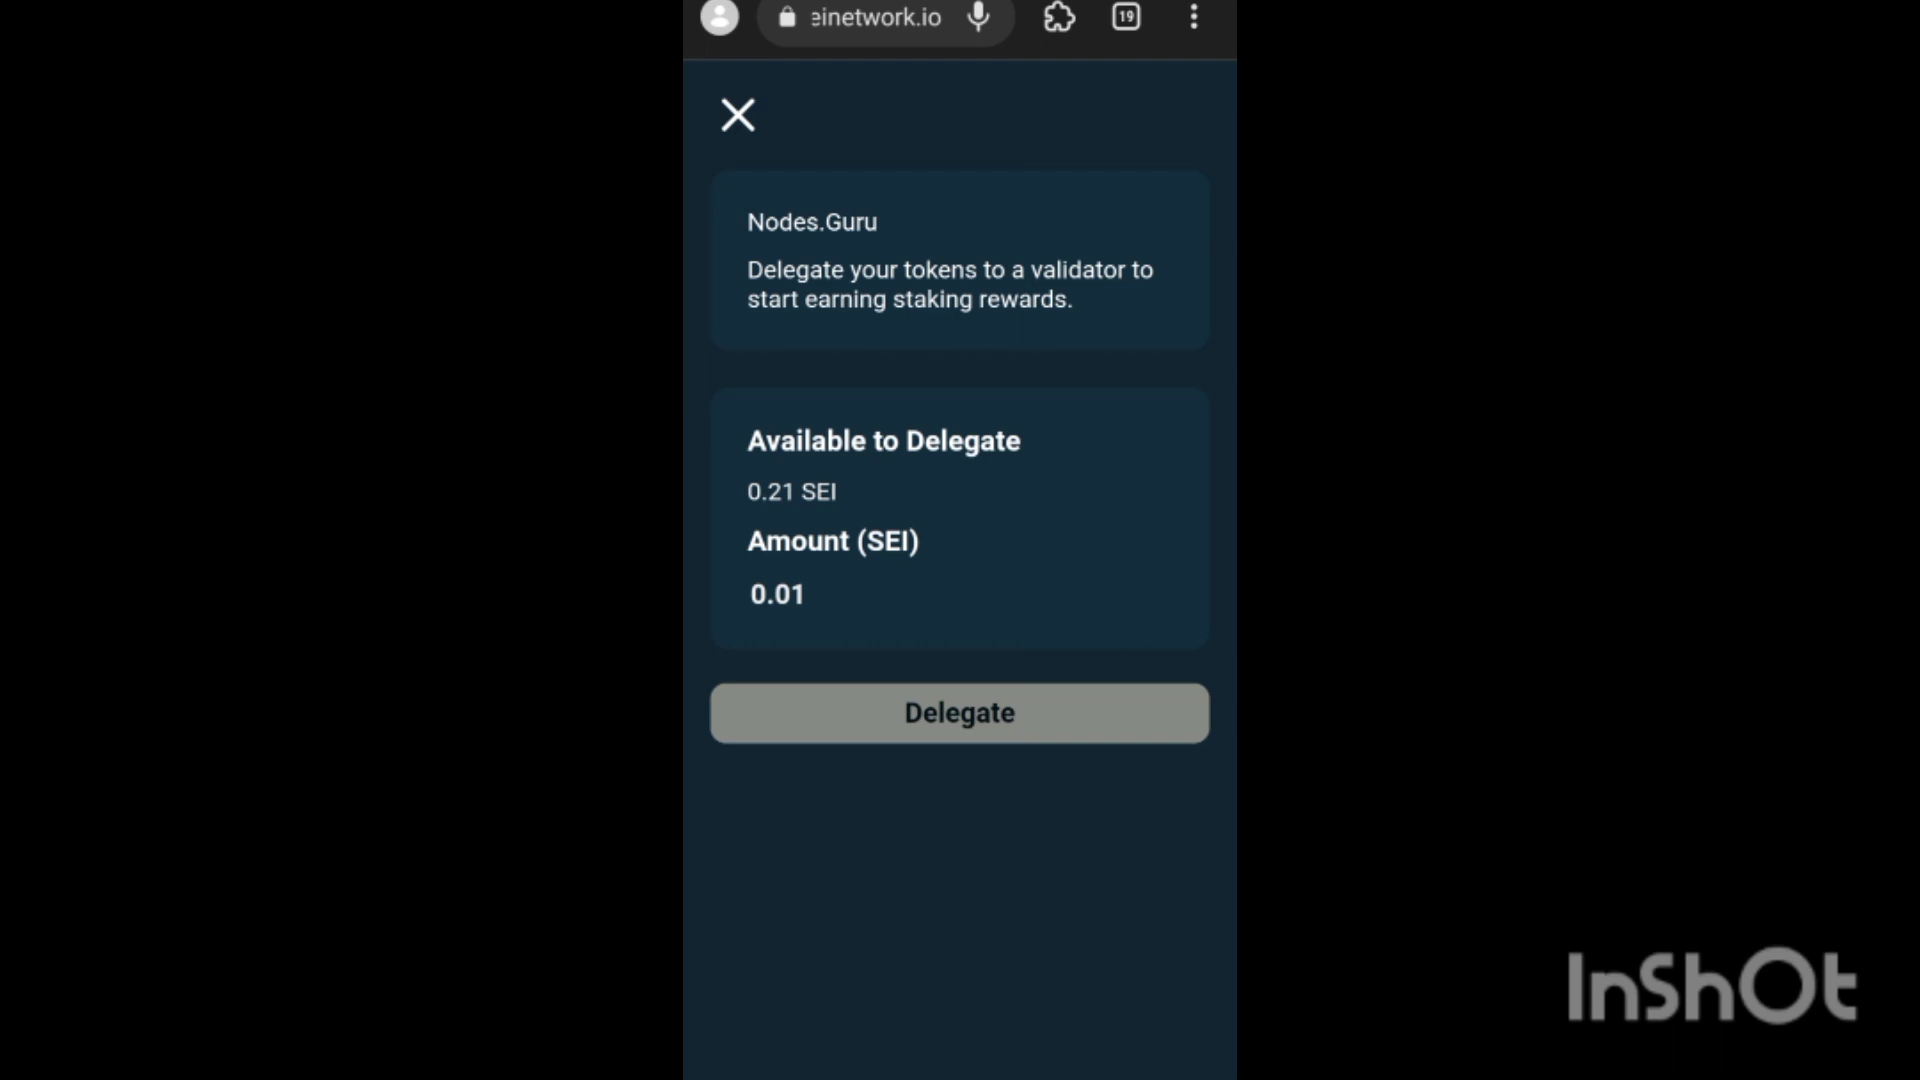 einetwork.io
19
Nodes.Guru
Delegate your tokens to a validator to
start earning staking rewards.
Available to Delegate
0.21 SEI
Amount (SEI)
0.01
Delegate
InShOt